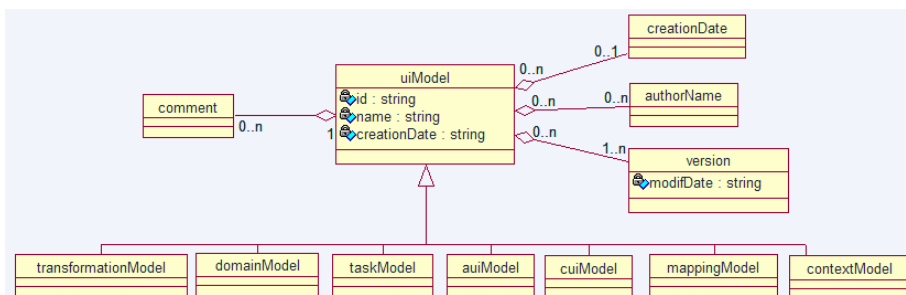 creationDate
0..1
0..n
uiModel
id : string
name : string
creationDate : string
comment
0..n
1
0..n
0..n
authorName
0..n
1..n
version
modifDate : string
transformationModel
domainModel
taskModel
auiModel
cuiModel
mappingModel
contextModel